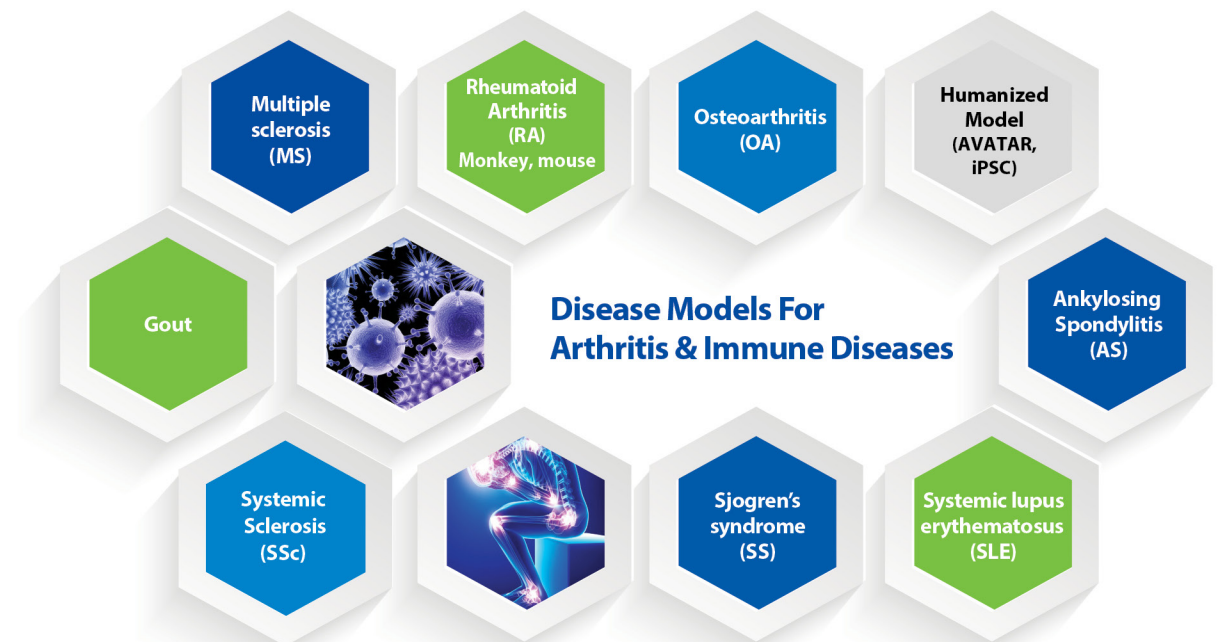 Multiple
sclerosis
(MS)
Rheumatoid
Arthritis
(RA)
Monkey, mouse
Osteoarthritis
(OA)
Humanized
Model
(AVATAR,
iPSC)
Gout
Disease Models For
Arthritis & Immune Diseases
Ankylosing
Spondylitis
(AS)
Systemic
Sclerosis
(SSc)
Sjogren’s
syndrome
(SS)
Systemic lupus
erythematosus
(SLE)